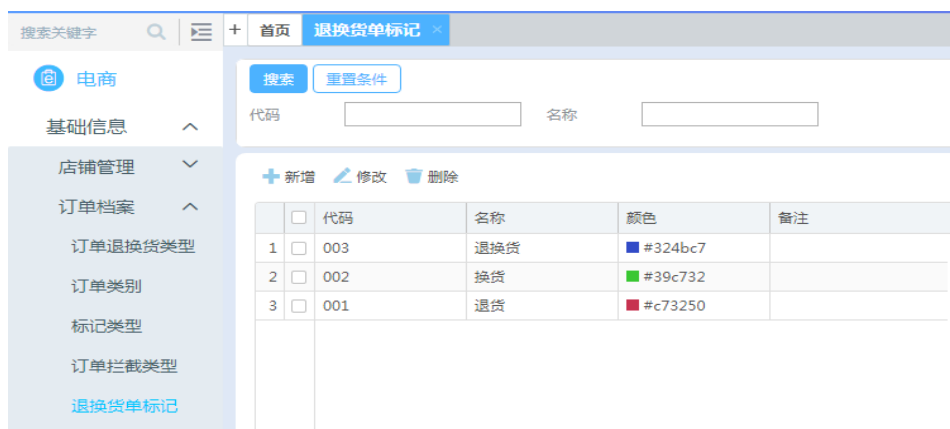 搜索关键字
+ 首页 退换货单标记 ×
电商
基础信息
店铺管理
订单档案
订单退换货类型
订单类别
标记类型
订单拦截类型
退换货单标记
搜索 重置条件
代码 名称
新增 修改 删除
代码 名称 颜色 备注
1 003 退换货 #324bc7
2 002 换货 #39c732
3 001 退货 #c73250